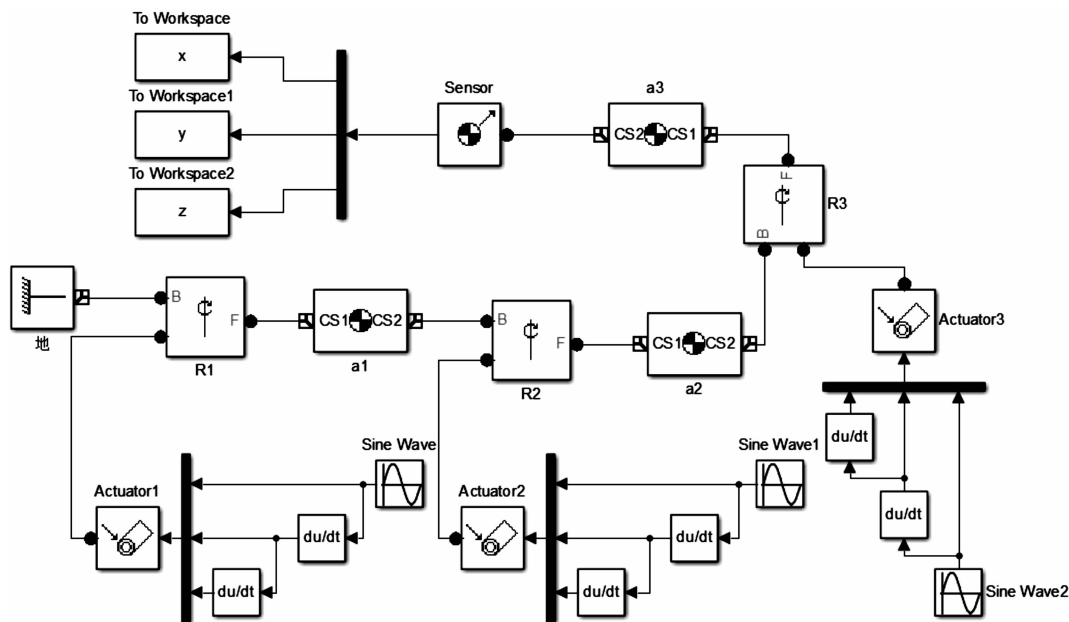 To Workspace
x
To Workspace1
y
To Workspace2
z
Sensor
a3
CS2 CS1
F
R3
B
地
B
F
R1
CS1 CS2
a1
B
F
R2
CS1 CS2
a2
Actuator3
du/dt
du/dt
Sine Wave2
Sine Wave
Actuator1
du/dt
du/dt
Sine Wave1
Actuator2
du/dt
du/dt